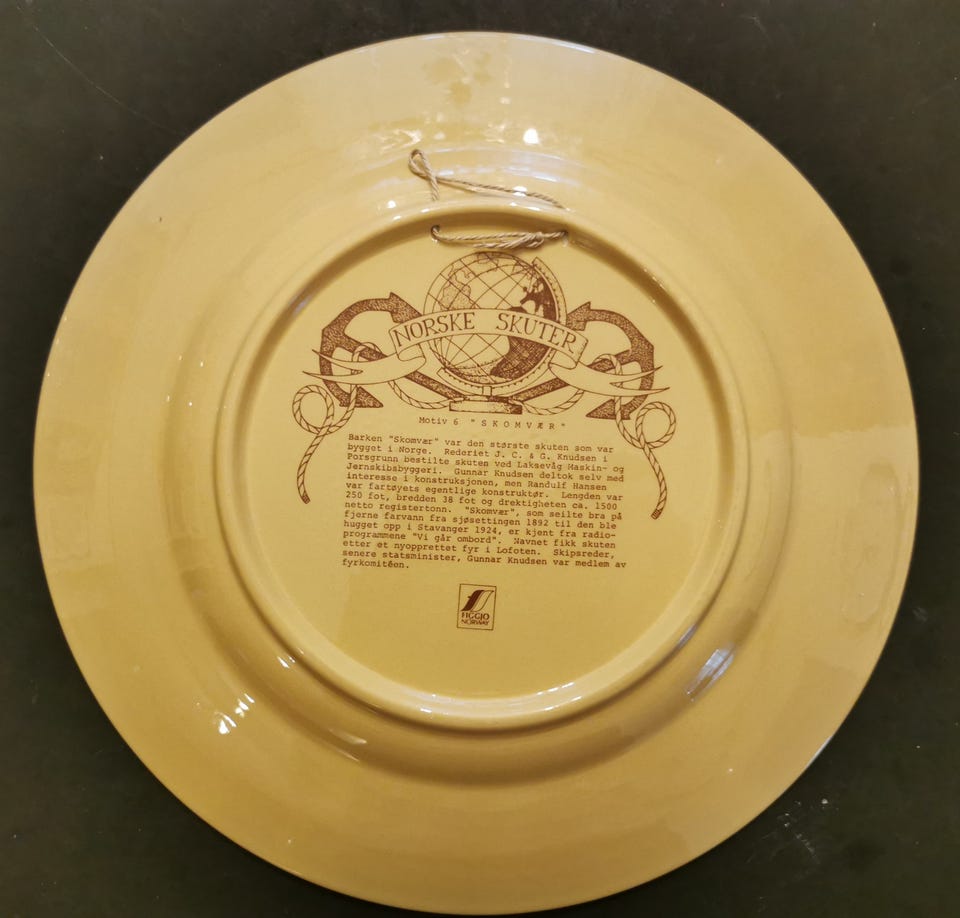 NORSKE SKUTER
Motiv 6 "SKOMVÆR"
Barken "Skomvær" var den største skuten som var
bygget i Norge. Rederiet J. C. & G. Knudsen i
Porsgrunn bestilte skuten ved Laksevåg Maskin- og
Jernskibsbyggeri. Gunnar Knudsen deltok selv med
interesse i konstruksjonen, men Randulf Hansen
var fartøyets egentlige konstruktør. Lengden var
250 fot, bredden 38 fot og drektigheten ca. 1500
netto registertonn. "Skomvær", som seilte bra på
fjerne farvann fra sjøsettingen 1892 til den ble
hugget opp i Stavanger 1924, er kjent fra radio-
programmene "Vi går ombord". Navnet fikk skuten
etter et nyopprettet fyr i Lofoten. Skipsreder,
senere statsminister, Gunnar Knudsen var medlem av
fyrkomitéen.
FIGGJO
NORWAY